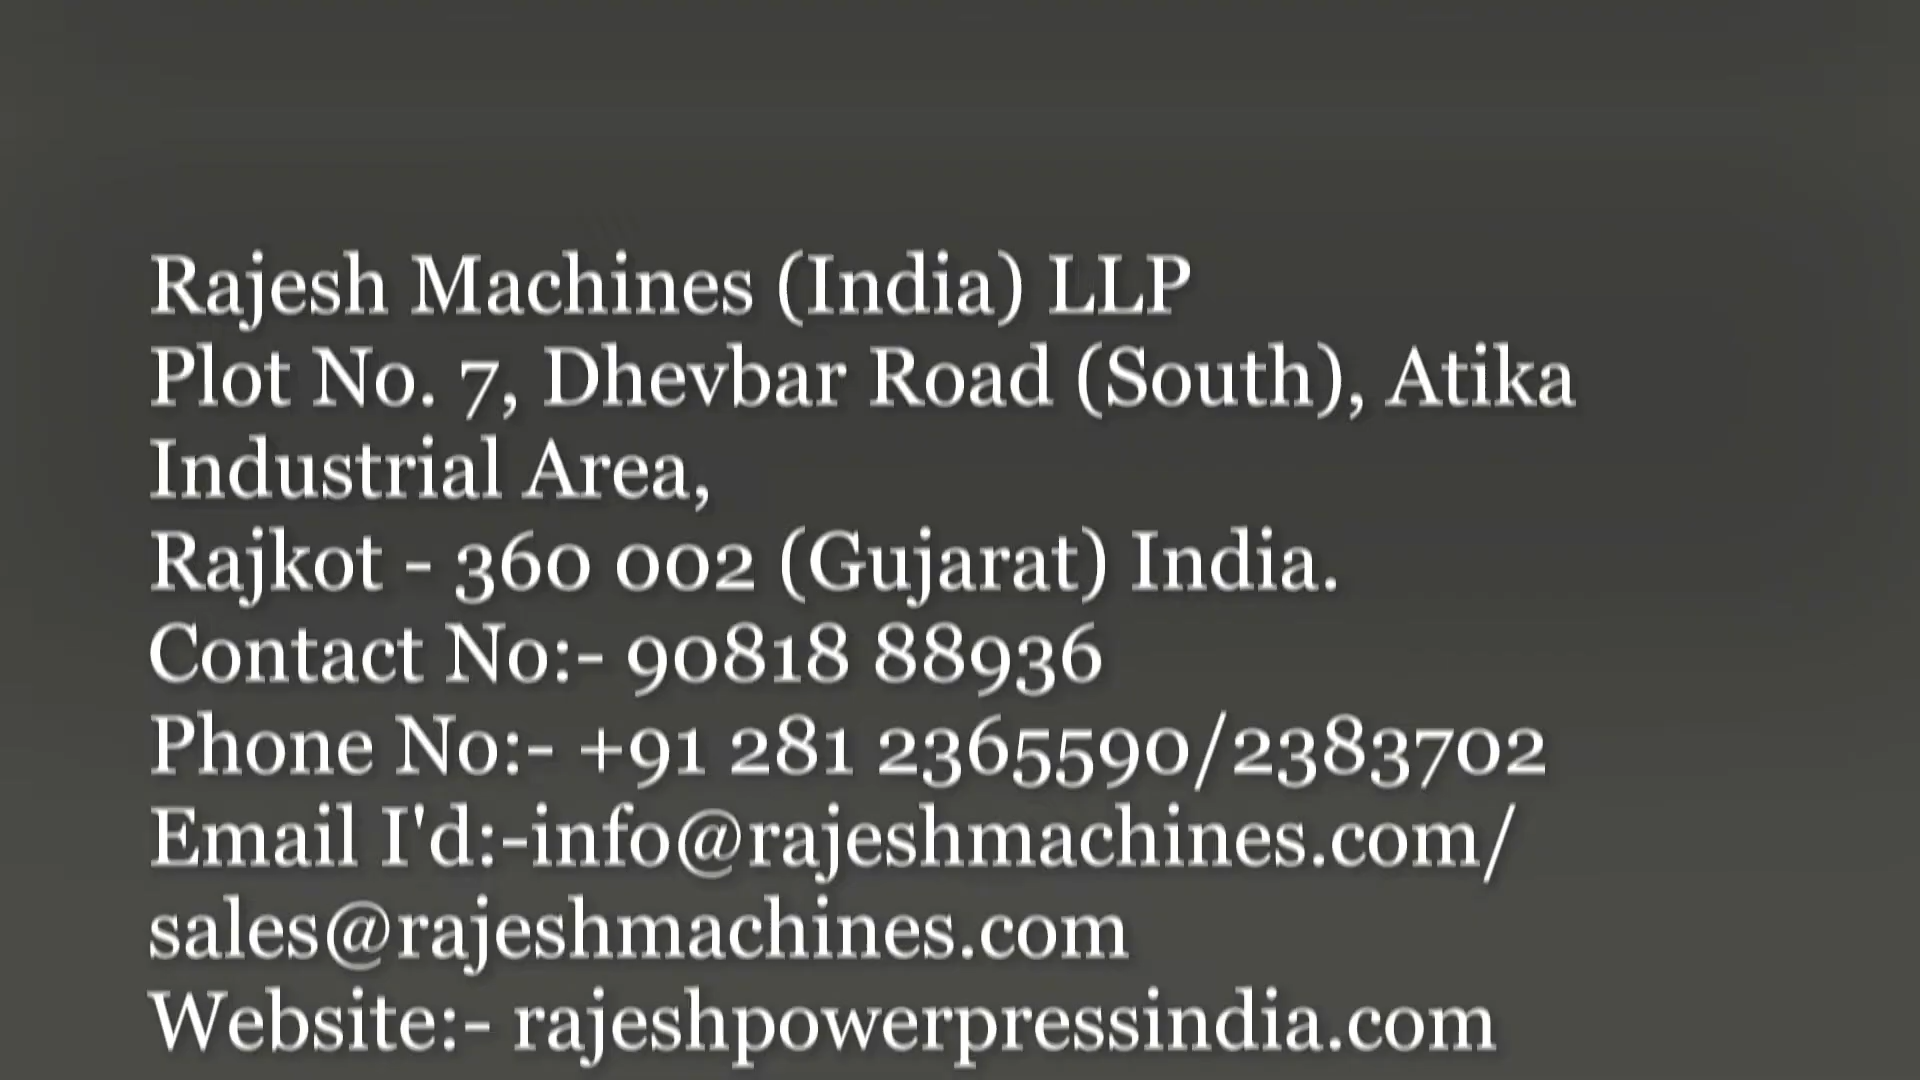 Rajesh Machines (India) LLP
Plot No. 7, Dhevbar Road (South), Atika
Industrial Area,
Rajkot - 360 002 (Gujarat) India.
Contact No:- 90818 88936
Phone No:- +91 281 2365590/2383702
Email I'd:-info@rajeshmachines.com/
sales@rajeshmachines.com
Website:- rajeshpowerpressindia.com